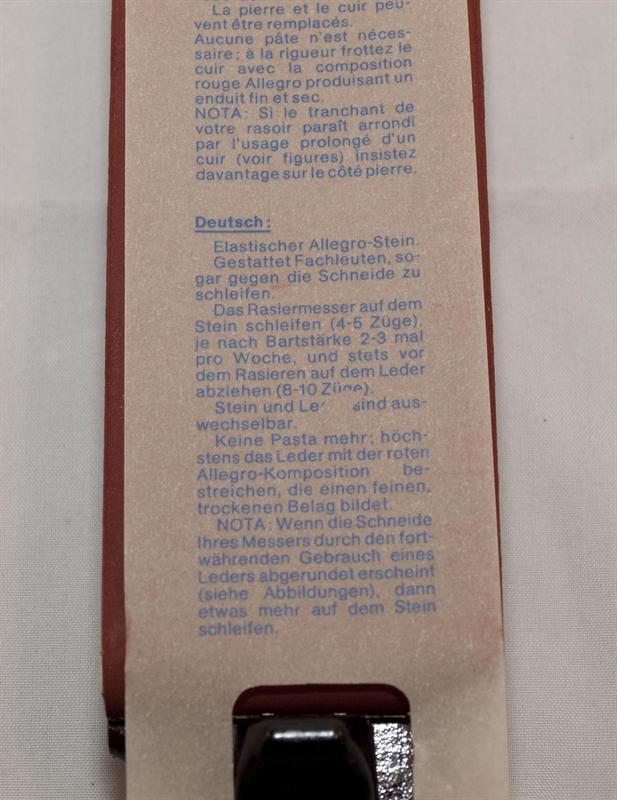 La pierre et le cuir peu-
vent être remplacés.
Aucune pâte n'est néces-
saire; à la rigueur frottez le
cuir avec la composition
rouge Allegro produisant un
enduit fin et sec.
NOTA: Si le tranchant de
votre rasoir paraît arrondi
par l'usage prolongé d'un
cuir (voir figures) insistez
davantage sur le côté pierre.
Deutsch:
Elastischer Allegro-Stein.
Gestattet Fachleuten, so-
gar gegen die Schneide zu
schleifen.
Das Rasiermesser auf dem
Stein schleifen (4-5 Züge),
je nach Bartstärke 2-3 mal
pro Woche, und stets vor
dem Rasieren auf dem Leder
abziehen (8-10 Züge).
Stein und sind aus-
wechselbar.
Keine Pasta mehr; höch-
stens das Leder mit der roten
Allegro-Komposition be-
streichen, die einen feinen,
trockenen Belag bildet.
NOTA: Wenn die Schneide
Ihres Messers durch den fort-
währenden Gebrauch eines
Leders abgerundet erscheint
(siehe Abbildungen), dann
etwas mehr auf dem Stein
schleifen.